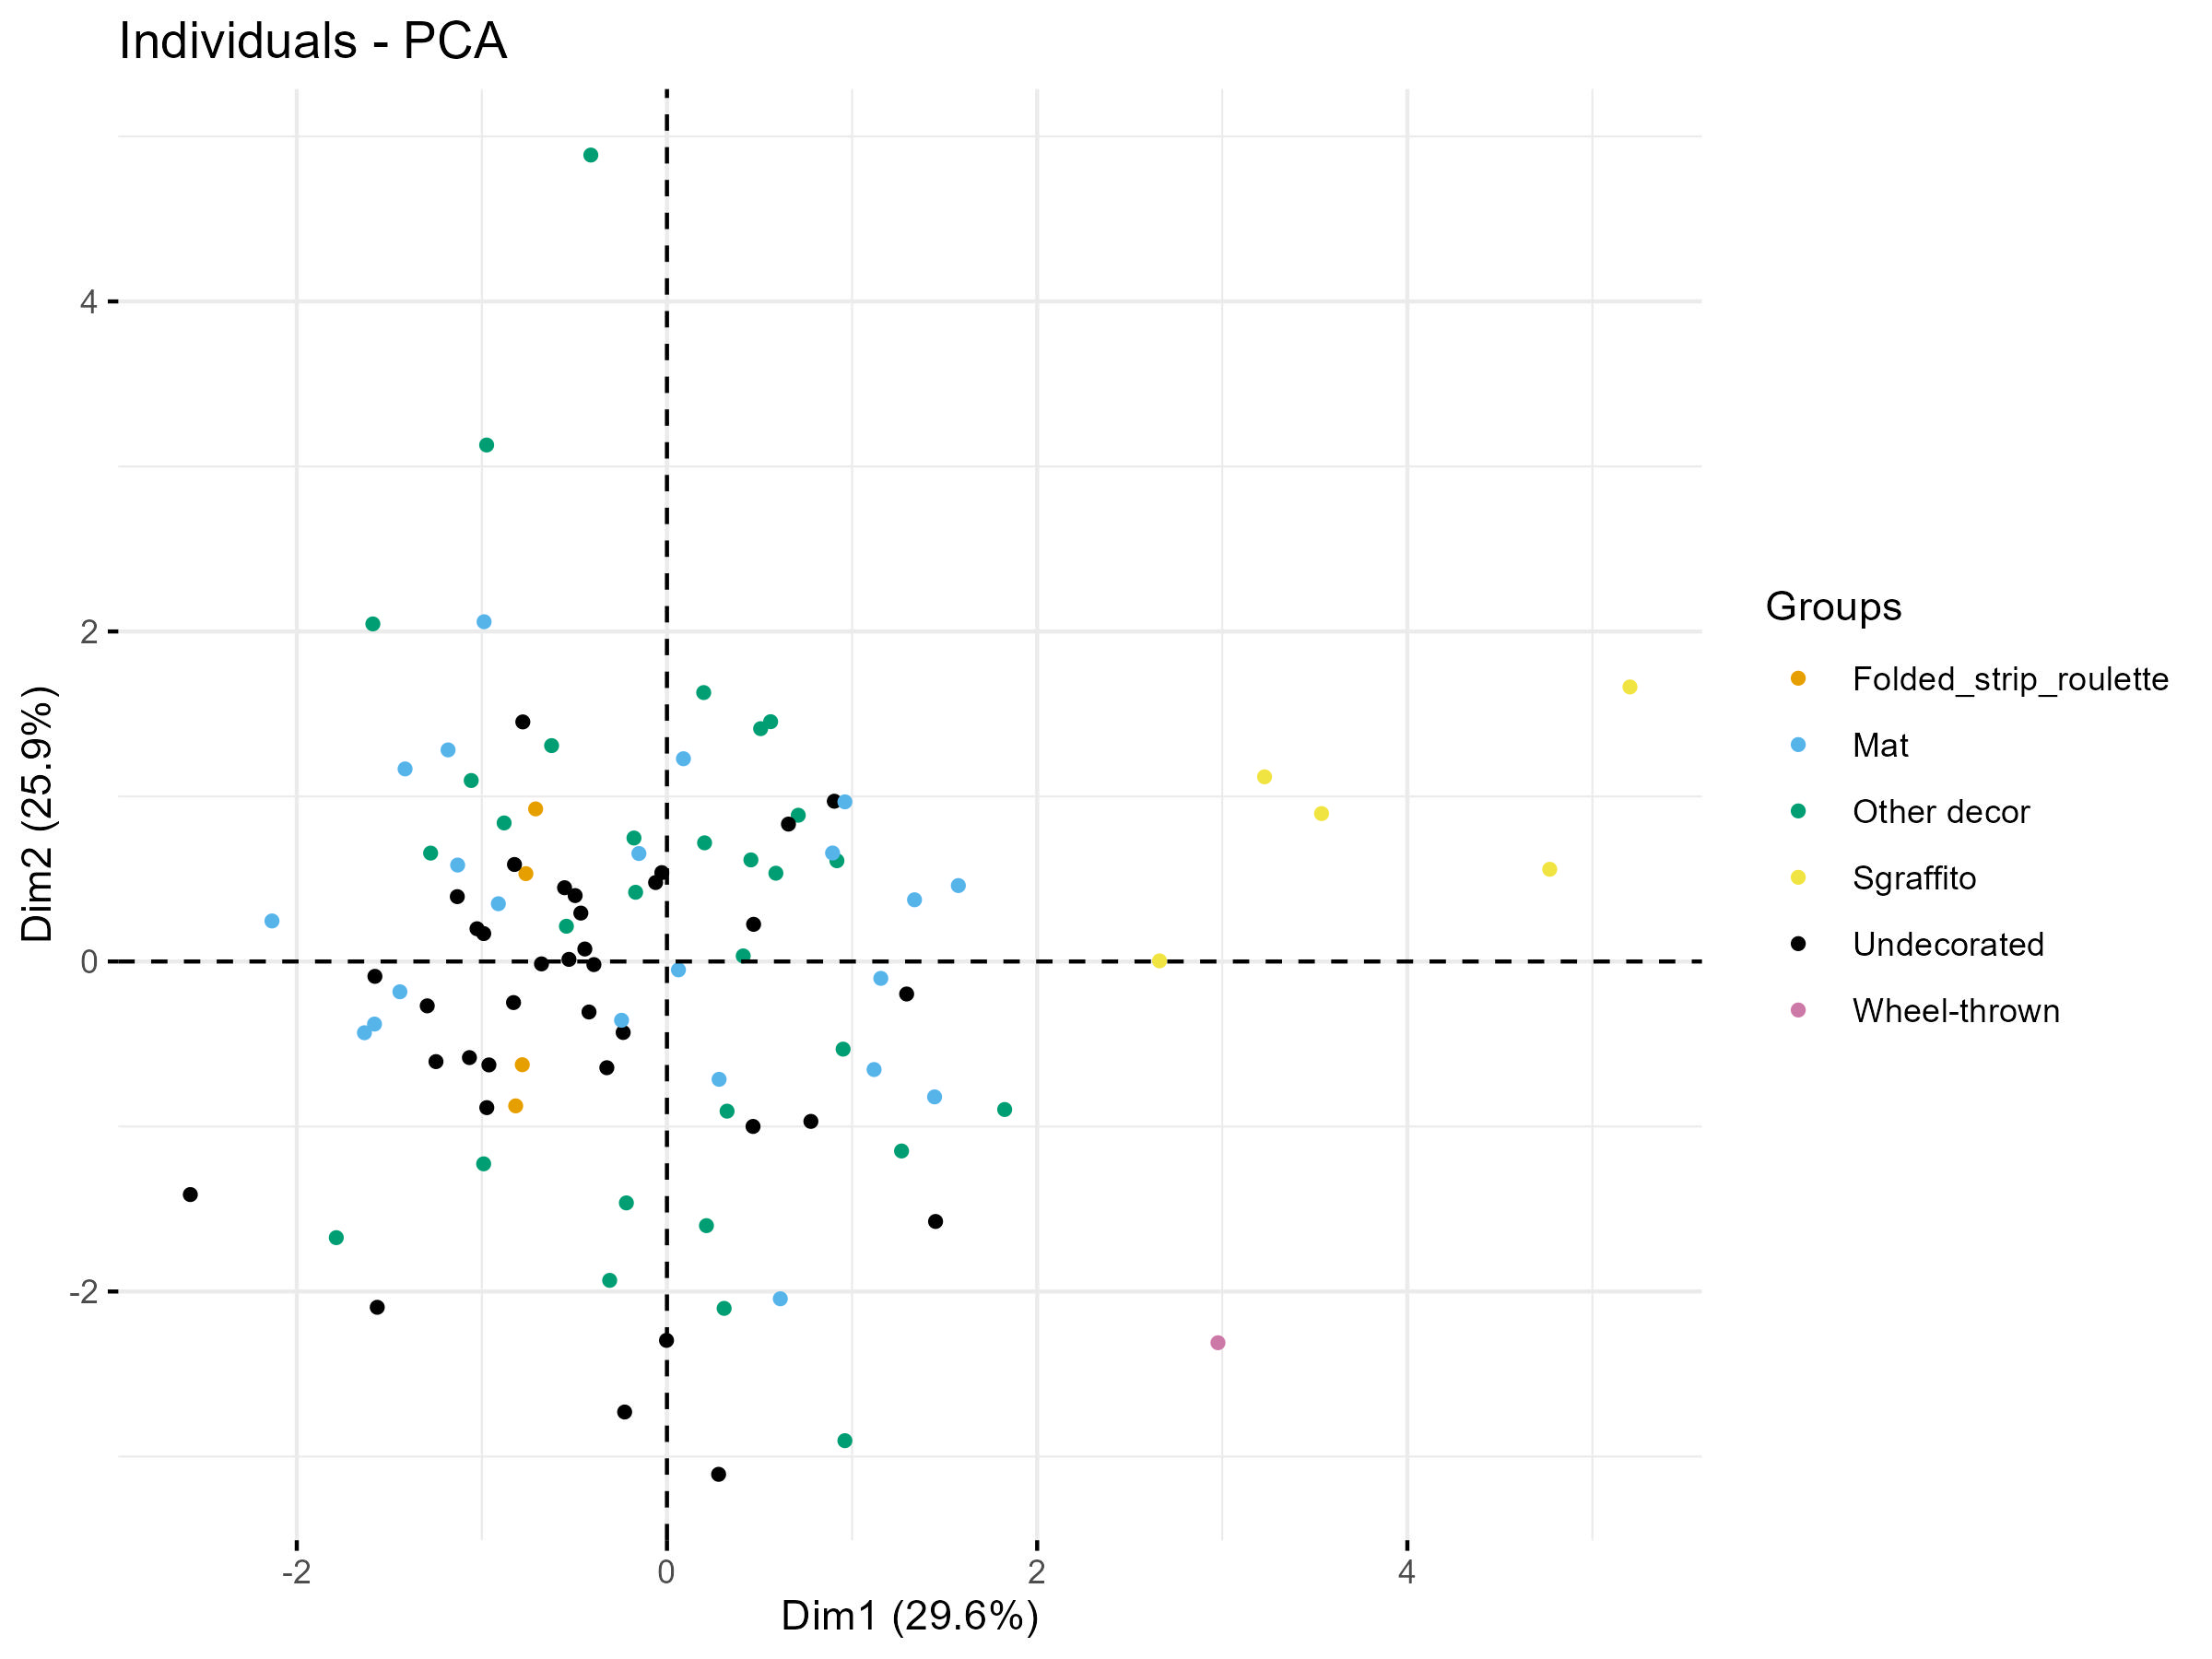 Individuals - PCA
4
2
0
-2
Dim2 (25.9%)
-2
0
2
4
Dim1 (29.6%)
Groups
Folded_strip_roulette
Mat
Other decor
Sgraffito
Undecorated
Wheel-thrown